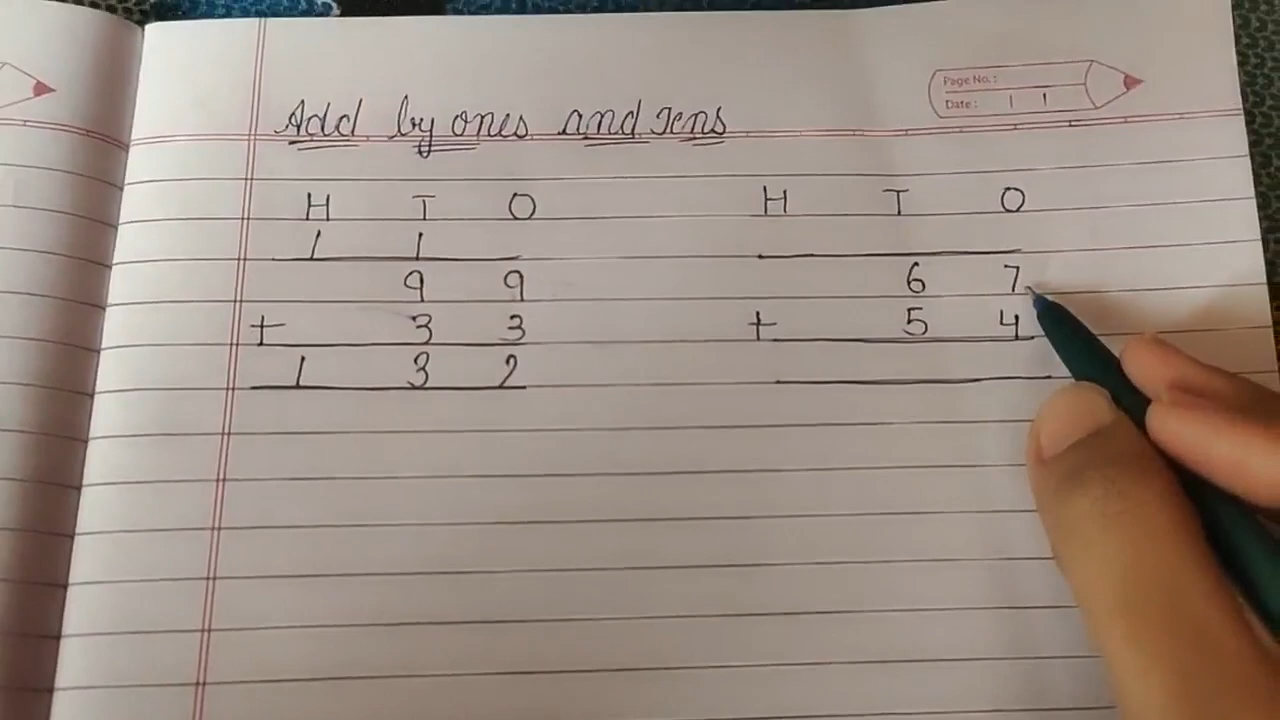 Page No.:
Date:
Add by ones and Tens
H T O
1 1
9 9
+ 3 3
1 3 2
H T O
6 7
+ 5 4